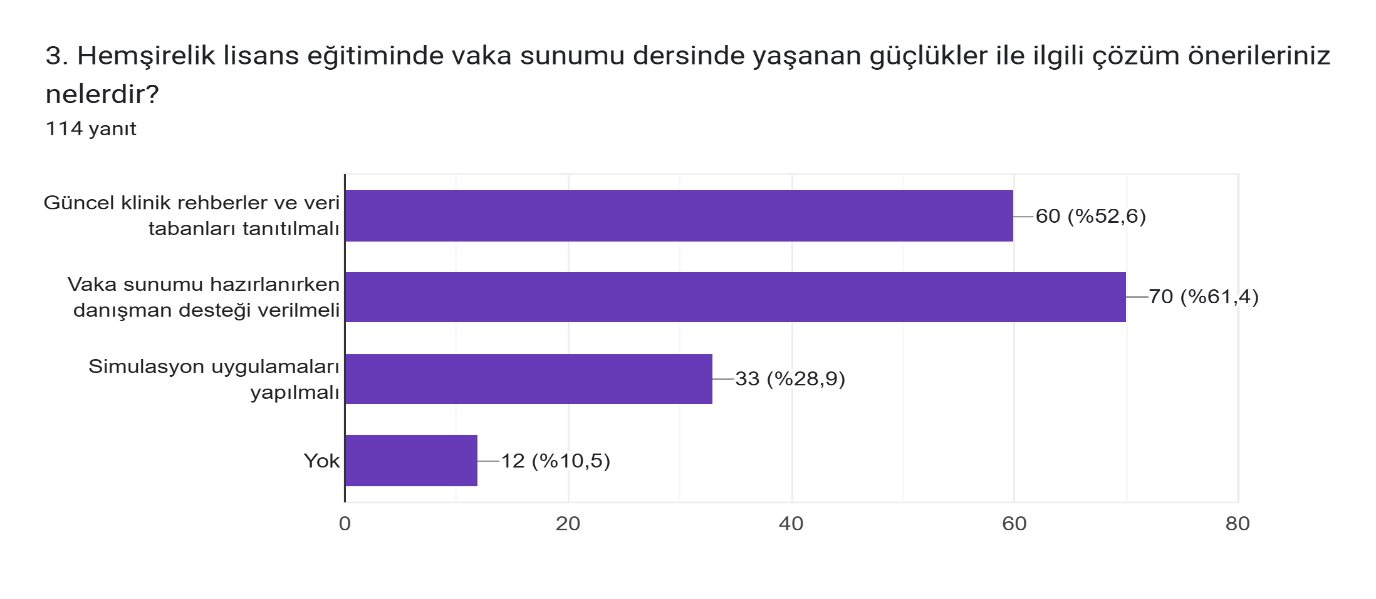 3. Hemşirelik lisans eğitiminde vaka sunumu dersinde yaşanan güçlükler ile ilgili çözüm önerileriniz
nelerdir?
114 yanıt
Güncel klinik rehberler ve veri
tabanları tanıtılmalı
60 (%52,6)
Vaka sunumu hazırlanırken
danışman desteği verilmeli
70 (%61,4)
Simulasyon uygulamaları
yapılmalı
33 (%28,9)
Yok
12 (%10,5)
0 20 40 60 80